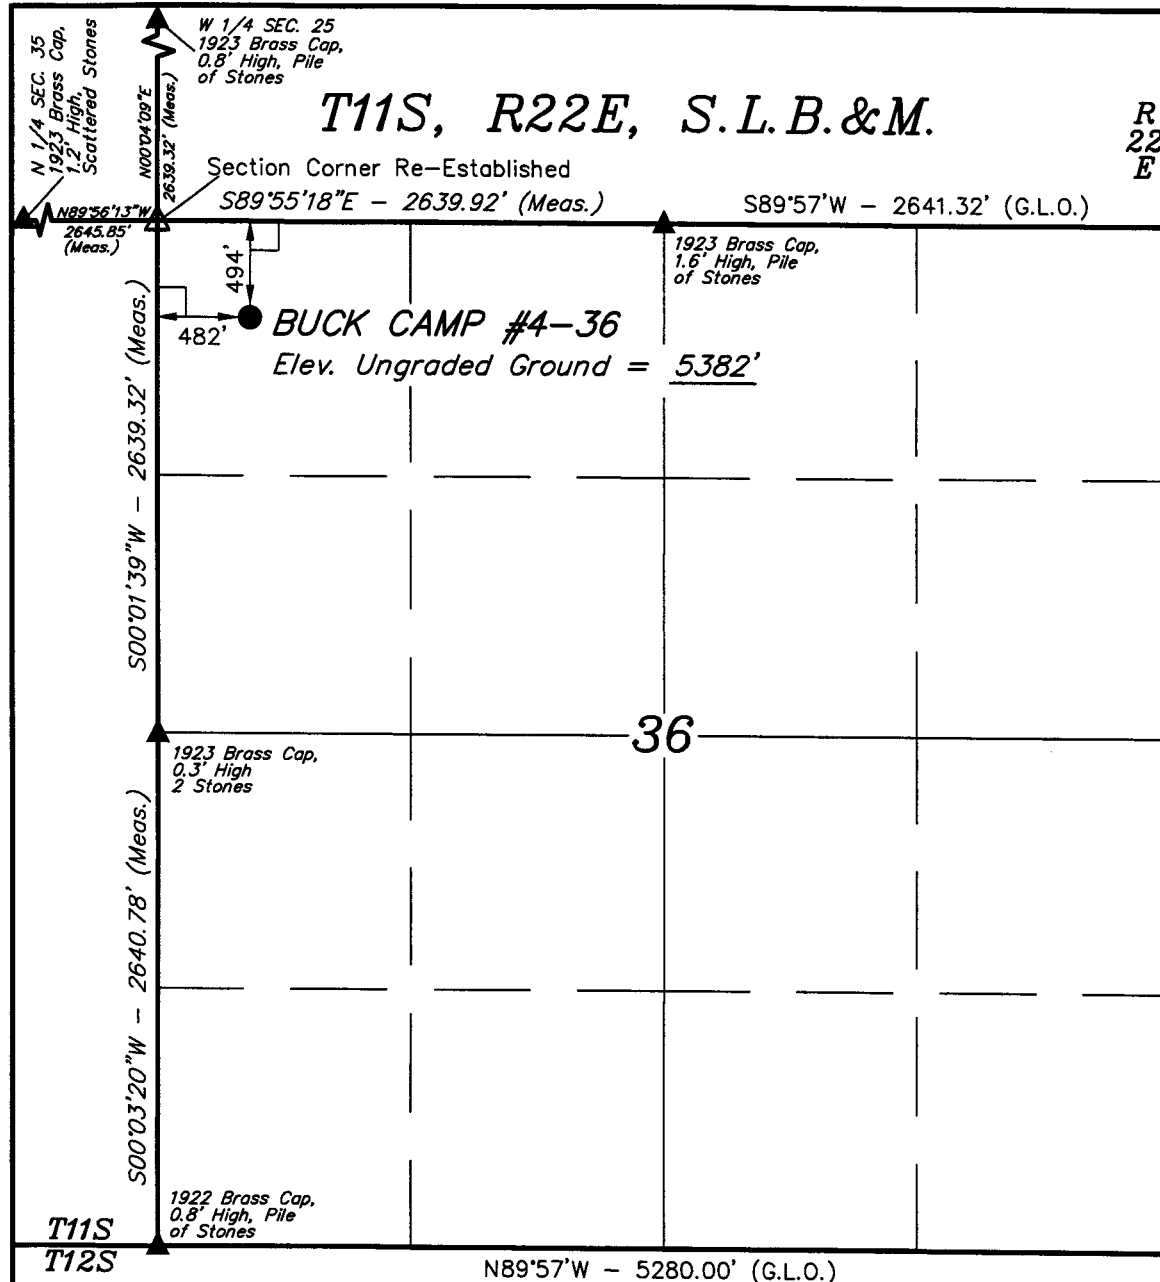 W 1/4 SEC. 25
1923 Brass Cap,
0.8' High, Pile
of Stones
N 1/4 SEC. 35
1923 Brass Cap,
1.2' High,
Scattered Stones
N00°04'09"E
2639.32' (Meas.)
T11S, R22E, S.L.B.&M.
R
22
E
Section Corner Re-Established
S89°55'18"E - 2639.92' (Meas.)
S89°57'W - 2641.32' (G.L.O.)
N89°56'13"W
2645.85'
(Meas.)
1923 Brass Cap,
1.6' High, Pile
of Stones
494'
482'
BUCK CAMP #4-36
Elev. Ungraded Ground = 5382'
S00°01'39"W - 2639.32' (Meas.)
36
1923 Brass Cap,
0.3' High
2 Stones
S00°03'20"W - 2640.78' (Meas.)
1922 Brass Cap,
0.8' High, Pile
of Stones
T11S
T12S
N89°57'W - 5280.00' (G.L.O.)